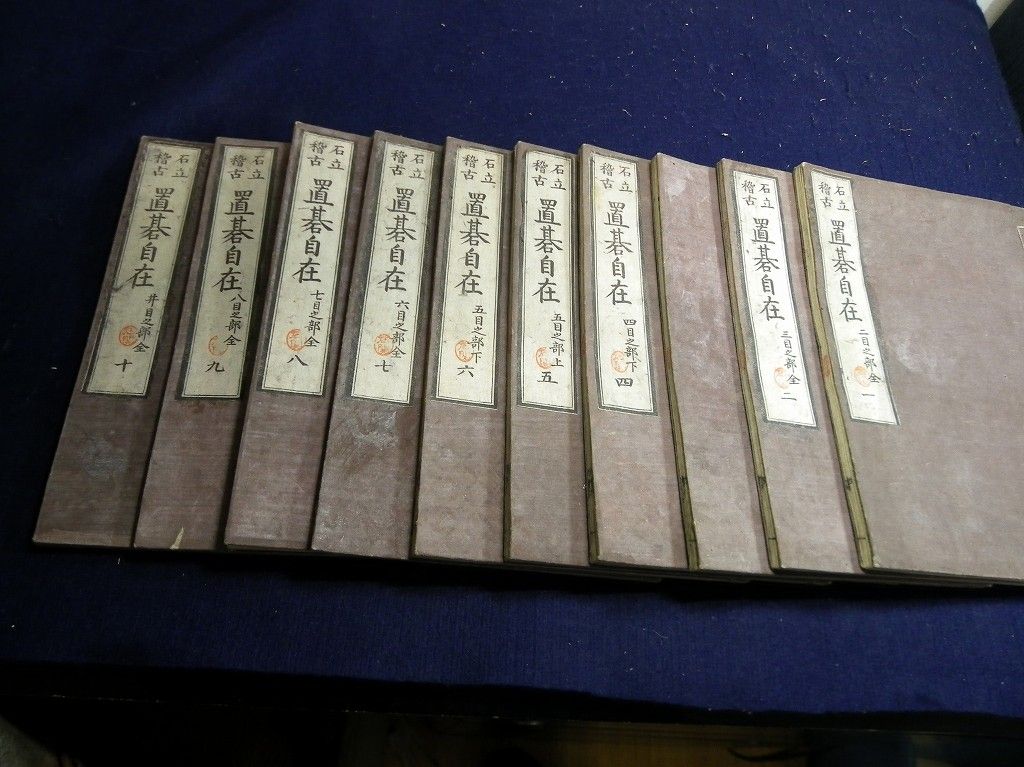 石立
稽古
置碁自在
二目之部全
一
石立
稽古
置碁自在
三目之部全
二
石立
稽古
置碁自在
四目之部下
四
石立
稽古
置碁自在
五目之部上
五
石立
稽古
置碁自在
五目之部下
六
石立
稽古
置碁自在
六目之部全
七
石立
稽古
置碁自在
七目之部全
八
石立
稽古
置碁自在
八目之部全
九
石立
稽古
置碁自在
井目之部全
十